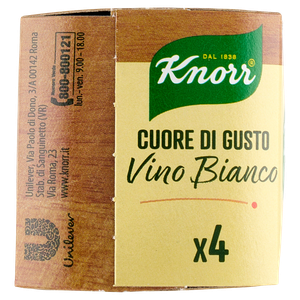 DAL 1838
Knorr®
CUORE DI GUSTO
Vino Bianco
x4
800-800121
lun.-ven. 9.00 - 18.00
Unilever, Via Paolo di Dono, 3/A 00142 Roma
Stab. di Sanguinetto (VR)
Via Roma, 23
www.knorr.it
Unilever